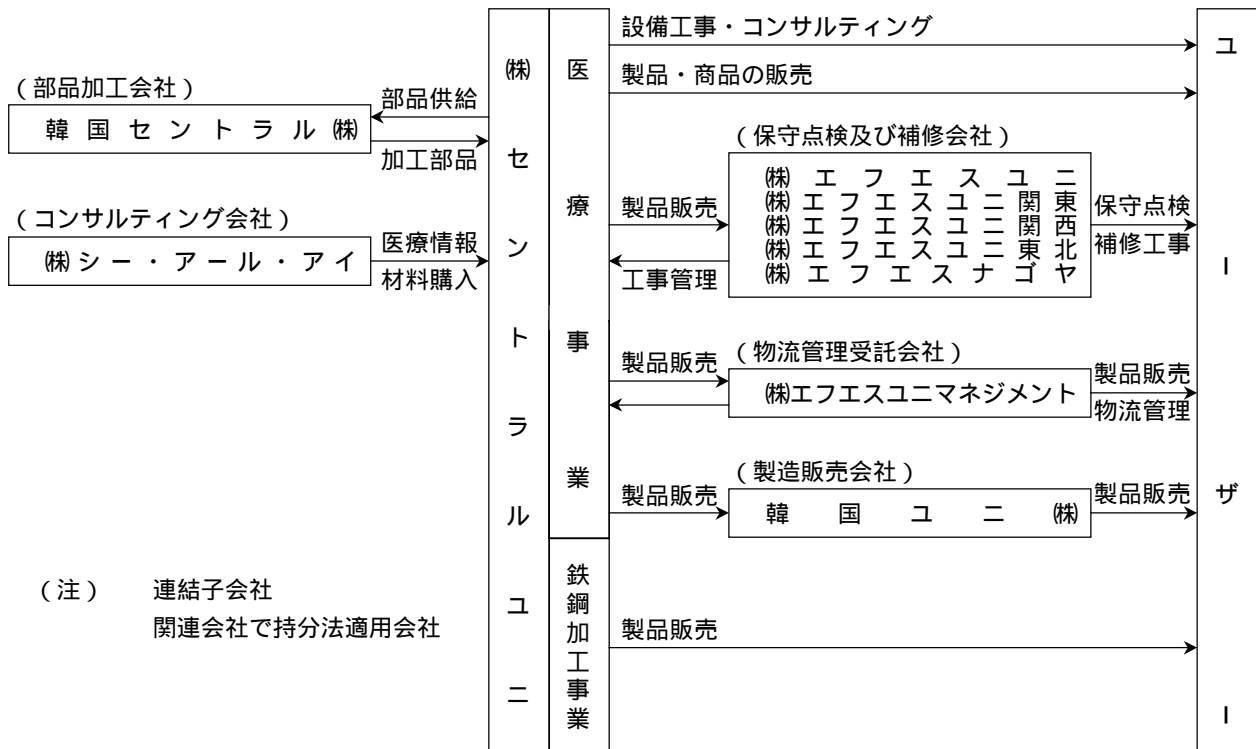 （部品加工会社）
韓国セントラル㈱
部品供給
加工部品
（コンサルティング会社）
㈱シー・アール・アイ
医療情報
材料購入
（注）　連結子会社
関連会社で持分法適用会社
㈱セントラルユニ
医療事業
鉄鋼加工事業
設備工事・コンサルティング
製品・商品の販売
（保守点検及び補修会社）
製品販売
工事管理
㈱エフエスユニ
㈱エフエスユニ関東
㈱エフエスユニ関西
㈱エフエスユニ東北
㈱エフエスナゴヤ
保守点検
補修工事
（物流管理受託会社）
製品販売
㈱エフエスユニマネジメント
製品販売
物流管理
（製造販売会社）
製品販売
韓国ユニ㈱
製品販売
製品販売
ユーザー